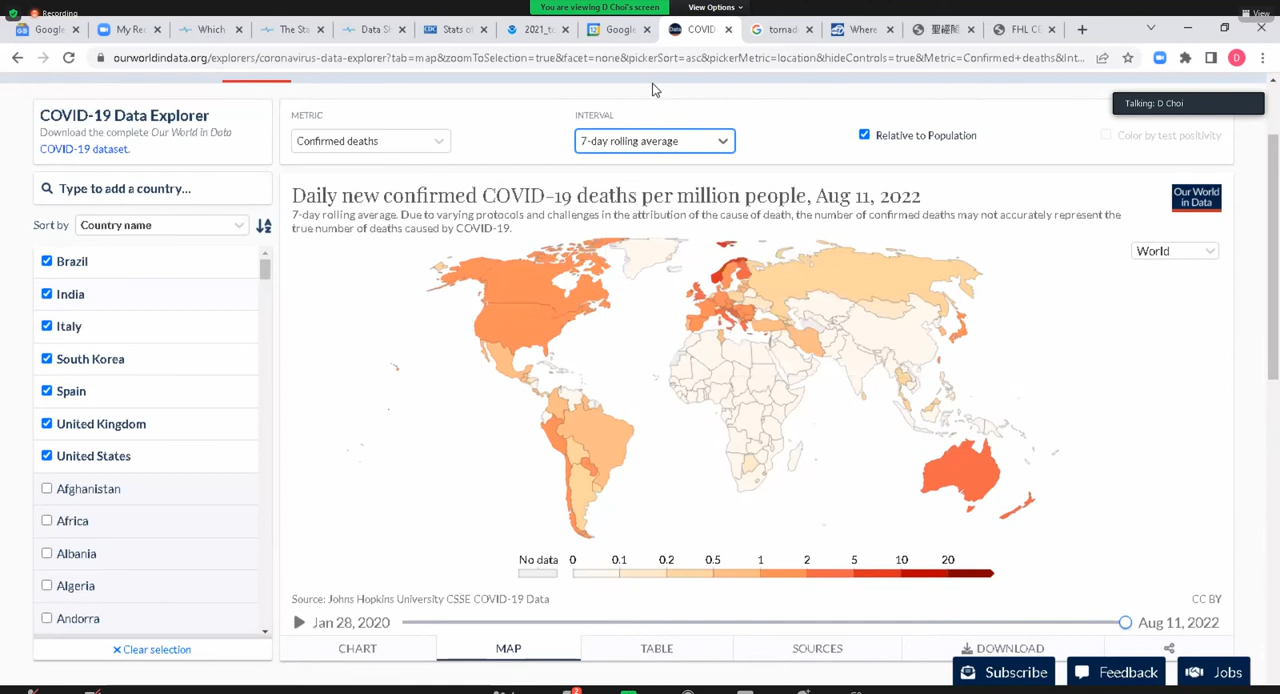 Recording
You are viewing D Choi's screen
View Options
View
Google
My Re
Which
The Sta
Data S
Stats of
2021_t
Google
COVID
tornad
Where
聖經
FHL C
ourworldindata.org/explorers/coronavirus-data-explorer?tab=map&zoomToSelection=true&facet=none&pickerSort=asc&pickerMetric=location&hideControls=true&Metric=Confirmed+deaths&Int...
D
Talking: D Choi
COVID-19 Data Explorer
Download the complete Our World in Data
COVID-19 dataset.
METRIC
Confirmed deaths
INTERVAL
7-day rolling average
Relative to Population
Color by test positivity
Type to add a country...
Sort by
Country name
Brazil
India
Italy
South Korea
Spain
United Kingdom
United States
Afghanistan
Africa
Albania
Algeria
Andorra
Clear selection
Daily new confirmed COVID-19 deaths per million people, Aug 11, 2022
7-day rolling average. Due to varying protocols and challenges in the attribution of the cause of death, the number of confirmed deaths may not accurately represent the
true number of deaths caused by COVID-19.
Our World
in Data
World
No data 0 0.1 0.2 0.5 1 2 5 10 20
Source: Johns Hopkins University CSSE COVID-19 Data
CC BY
Jan 28, 2020
Aug 11, 2022
CHART
MAP
TABLE
SOURCES
DOWNLOAD
Subscribe
Feedback
Jobs
2